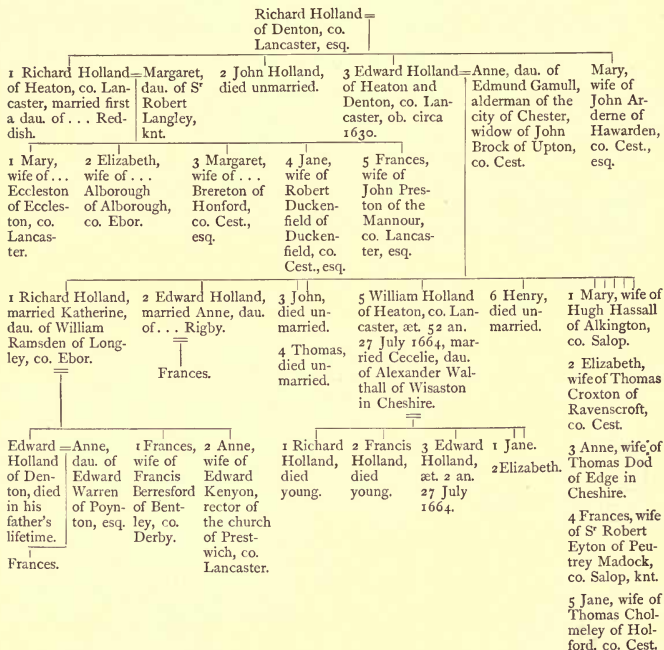 Richard Holland=
of Denton, co.
Lancaster, esq.
1 Richard Holland=Margaret,
of Heaton, co. Lan- dau. of Sr
caster, married first Robert
a dau. of . . . Red- Langley,
dish. knt.
2 John Holland,
died unmarried.
3 Edward Holland=Anne, dau. of
of Heaton and Edmund Gamull,
Denton, co. Lan- alderman of the
caster, ob. circa city of Chester,
1630. widow of John
Brock of Upton,
co. Cest.
Mary,
wife of
John Ar-
derne of
Hawarden,
co. Cest.,
esq.
1 Mary,
wife of . . .
Eccleston
of Eccles-
ton, co.
Lancas-
ter.
2 Elizabeth,
wife of . . .
Alborough
of Alborough,
co. Ebor.
3 Margaret,
wife of . . .
Brereton of
Honford,
co. Cest.,
esq.
4 Jane,
wife of
Robert
Ducken-
field of
Ducken-
field, co.
Cest., esq.
5 Frances,
wife of
John Pres-
ton of the
Mannour,
co. Lancas-
ter, esq.
1 Richard Holland,
married Katherine,
dau. of William
Ramsden of Long-
ley, co. Ebor.
2 Edward Holland,
married Anne, dau.
of . . . Rigby.
Frances.
3 John,
died un-
married.
4 Thomas,
died un-
married.
5 William Holland
of Heaton, co. Lan-
caster, æt. 52 an.
27 July 1664, mar-
ried Cecelie, dau.
of Alexander Wal-
thall of Wisaston
in Cheshire.
6 Henry,
died un-
married.
1 Mary, wife of
Hugh Hassall
of Alkington,
co. Salop.
2 Elizabeth,
wife of Thomas
Croxton of
Ravenscroft,
co. Cest.
3 Anne, wife of
Thomas Dod
of Edge in
Cheshire.
4 Frances, wife
of Sr Robert
Eyton of Peu-
trey Madock,
co. Salop, knt.
5 Jane, wife of
Thomas Chol-
meley of Hol-
ford, co. Cest.
Edward =Anne,
Holland dau. of
of Den- Edward
ton, died Warren
in his of Poyn-
father's ton, esq.
lifetime.
Frances.
1 Frances,
wife of
Francis
Berresford
of Bent-
ley, co.
Derby.
2 Anne,
wife of
Edward
Kenyon,
rector of
the church
of Prest-
wich, co.
Lancaster.
1 Richard
Holland,
died
young.
2 Francis
Holland,
died
young.
3 Edward
Holland,
æt. 2 an.
27 July
1664.
1 Jane.
2 Elizabeth.